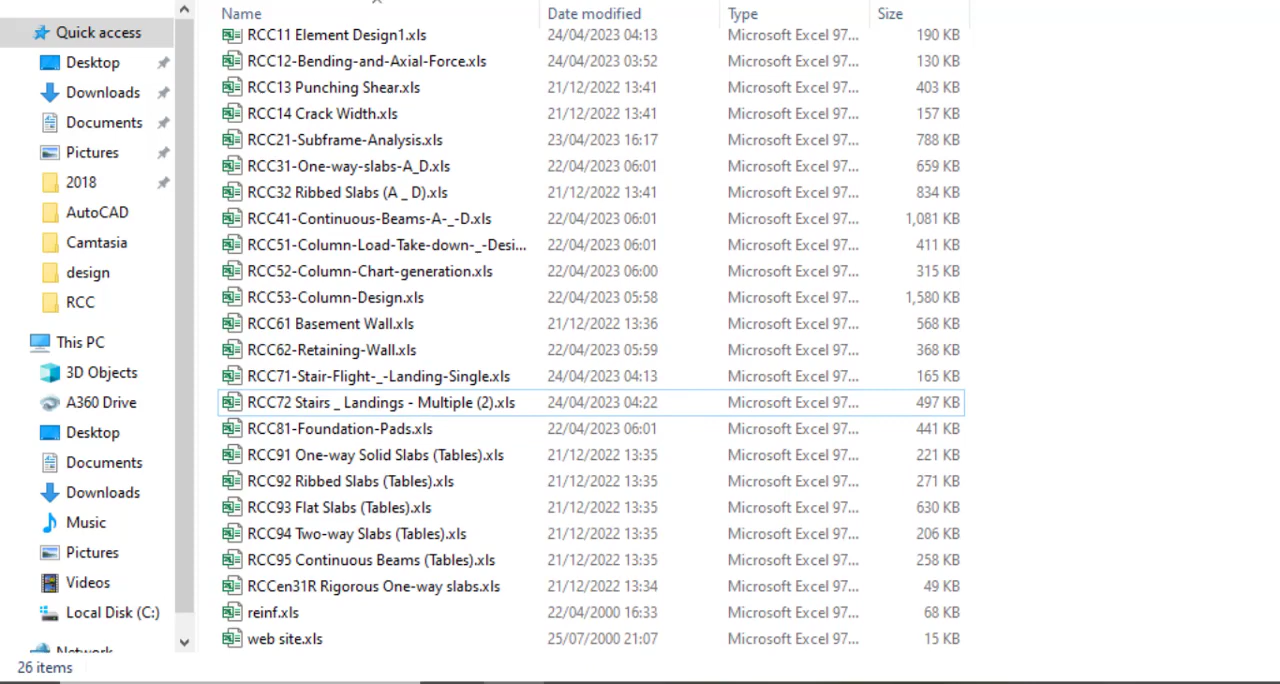 Name Date modified Type Size
Quick access
Desktop
Downloads
Documents
Pictures
2018
AutoCAD
Camtasia
design
RCC
This PC
3D Objects
A360 Drive
Desktop
Documents
Downloads
Music
Pictures
Videos
Local Disk (C:)
Network
RCC11 Element Design1.xls 24/04/2023 04:13 Microsoft Excel 97... 190 KB
RCC12-Bending-and-Axial-Force.xls 24/04/2023 03:52 Microsoft Excel 97... 130 KB
RCC13 Punching Shear.xls 21/12/2022 13:41 Microsoft Excel 97... 403 KB
RCC14 Crack Width.xls 21/12/2022 13:41 Microsoft Excel 97... 157 KB
RCC21-Subframe-Analysis.xls 23/04/2023 16:17 Microsoft Excel 97... 788 KB
RCC31-One-way-slabs-A_D.xls 22/04/2023 06:01 Microsoft Excel 97... 659 KB
RCC32 Ribbed Slabs (A _ D).xls 21/12/2022 13:41 Microsoft Excel 97... 834 KB
RCC41-Continuous-Beams-A-_-D.xls 22/04/2023 06:01 Microsoft Excel 97... 1,081 KB
RCC51-Column-Load-Take-down-_-Desi... 22/04/2023 06:01 Microsoft Excel 97... 411 KB
RCC52-Column-Chart-generation.xls 22/04/2023 06:00 Microsoft Excel 97... 315 KB
RCC53-Column-Design.xls 22/04/2023 05:58 Microsoft Excel 97... 1,580 KB
RCC61 Basement Wall.xls 21/12/2022 13:36 Microsoft Excel 97... 568 KB
RCC62-Retaining-Wall.xls 22/04/2023 05:59 Microsoft Excel 97... 368 KB
RCC71-Stair-Flight-_-Landing-Single.xls 24/04/2023 04:13 Microsoft Excel 97... 165 KB
RCC72 Stairs _ Landings - Multiple (2).xls 24/04/2023 04:22 Microsoft Excel 97... 497 KB
RCC81-Foundation-Pads.xls 22/04/2023 06:01 Microsoft Excel 97... 441 KB
RCC91 One-way Solid Slabs (Tables).xls 21/12/2022 13:35 Microsoft Excel 97... 221 KB
RCC92 Ribbed Slabs (Tables).xls 21/12/2022 13:35 Microsoft Excel 97... 271 KB
RCC93 Flat Slabs (Tables).xls 21/12/2022 13:35 Microsoft Excel 97... 630 KB
RCC94 Two-way Slabs (Tables).xls 21/12/2022 13:35 Microsoft Excel 97... 206 KB
RCC95 Continuous Beams (Tables).xls 21/12/2022 13:35 Microsoft Excel 97... 258 KB
RCCen31R Rigorous One-way slabs.xls 21/12/2022 13:34 Microsoft Excel 97... 49 KB
reinf.xls 22/04/2000 16:33 Microsoft Excel 97... 68 KB
web site.xls 25/07/2000 21:07 Microsoft Excel 97... 15 KB
26 items